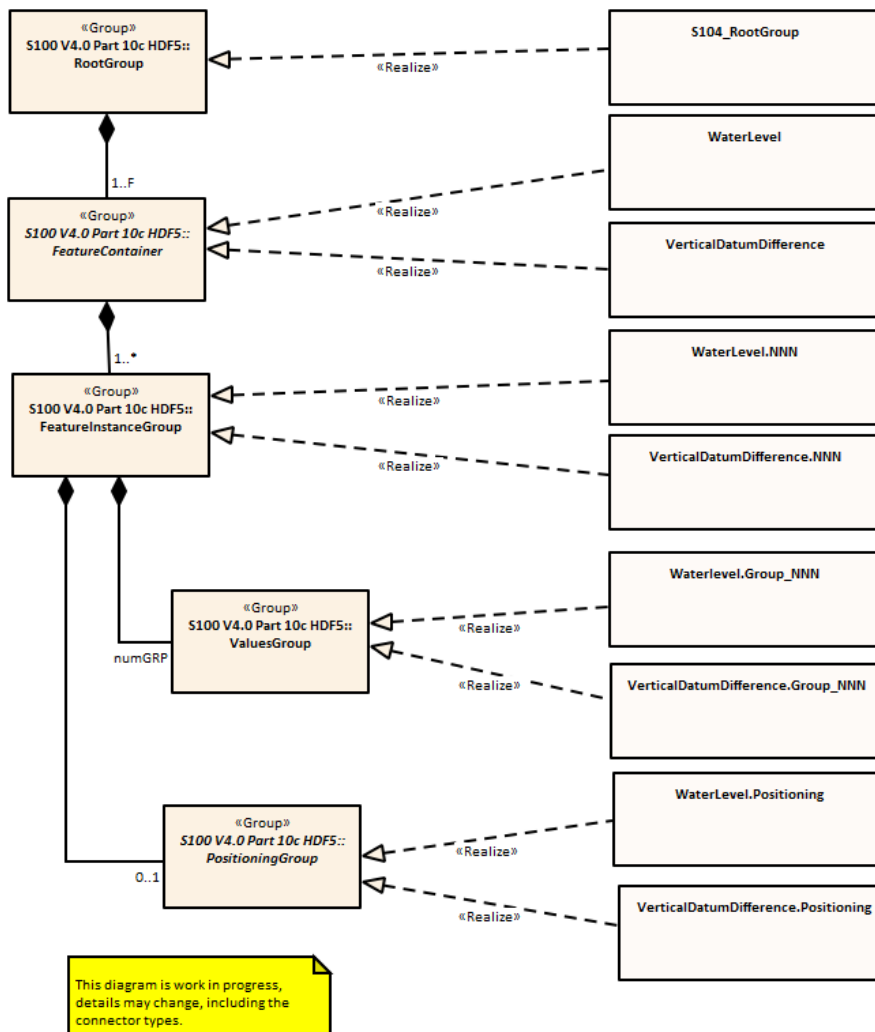 «Group»
S100 V4.0 Part 10c HDF5::
RootGroup
S104_RootGroup
«Realize»
1..F
WaterLevel
«Group»
S100 V4.0 Part 10c HDF5::
FeatureContainer
«Realize»
VerticalDatumDifference
«Realize»
1..*
WaterLevel.NNN
«Group»
S100 V4.0 Part 10c HDF5::
FeatureInstanceGroup
«Realize»
VerticalDatumDifference.NNN
«Realize»
Waterlevel.Group_NNN
«Group»
S100 V4.0 Part 10c HDF5::
ValuesGroup
«Realize»
numGRP
VerticalDatumDifference.Group_NNN
«Realize»
WaterLevel.Positioning
«Group»
S100 V4.0 Part 10c HDF5::
PositioningGroup
«Realize»
0..1
VerticalDatumDifference.Positioning
«Realize»
This diagram is work in progress,
details may change, including the
connector types.